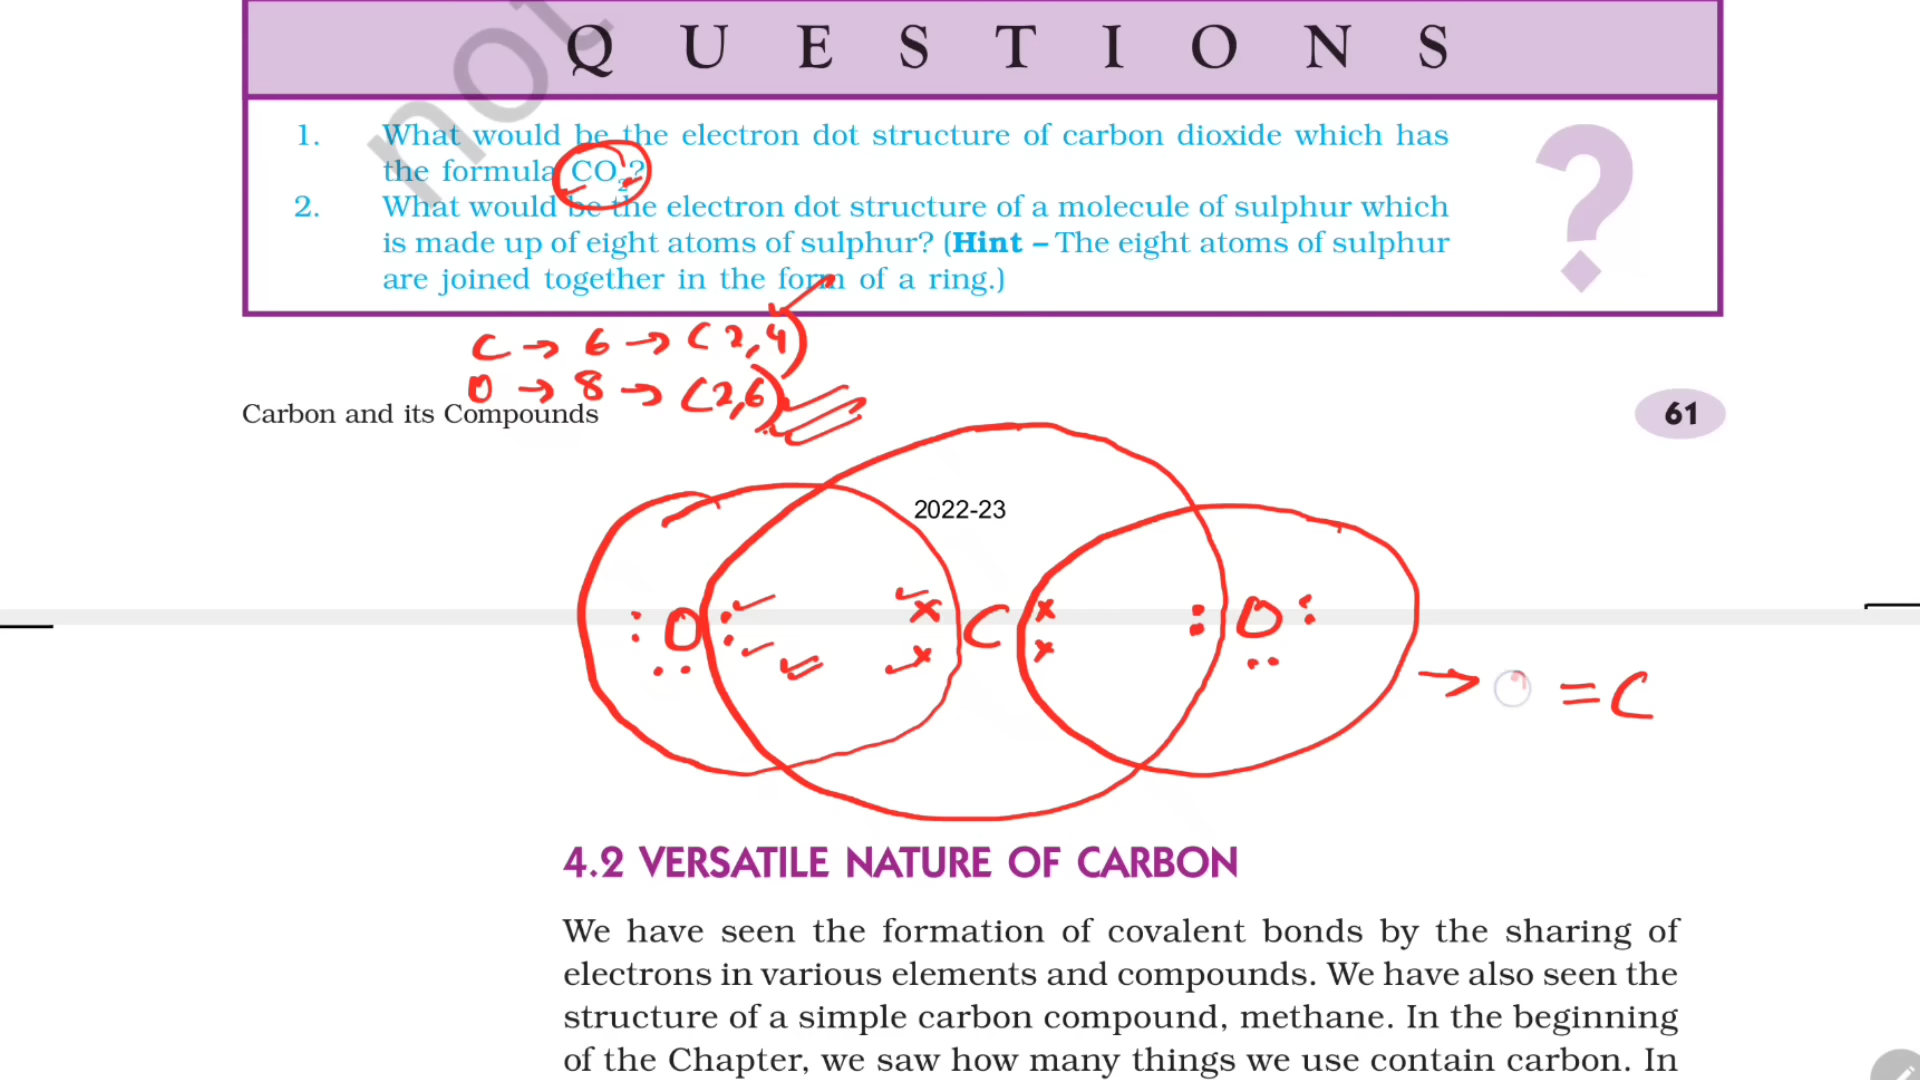 not
QUESTIONS
1. What would be the electron dot structure of carbon dioxide which has
the formula CO₂?
2. What would be the electron dot structure of a molecule of sulphur which
is made up of eight atoms of sulphur? (Hint – The eight atoms of sulphur
are joined together in the form of a ring.)
?
C → 6 → (2,4)
O → 8 → (2,6)
Carbon and its Compounds
61
2022-23
:O: xx C xx :O:
→ = C
4.2 VERSATILE NATURE OF CARBON
We have seen the formation of covalent bonds by the sharing of
electrons in various elements and compounds. We have also seen the
structure of a simple carbon compound, methane. In the beginning
of the Chapter, we saw how many things we use contain carbon. In